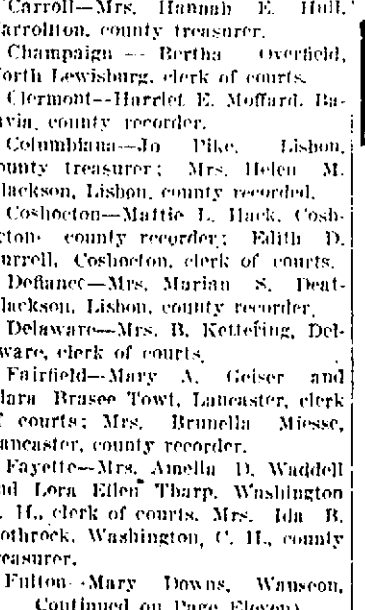 Carroll—Mrs. Hannah E. Hull,
arrollton, county treasurer.
Champaign — Bertha Overfield,
orth Lewisburg, clerk of courts.
Clermont--Harriet E. Moffard. Ba-
avia, county recorder.
Columbiana—Jo Pike, Lisbon,
ounty treasurer; Mrs. Helen M.
lackson, Lisbon, county recorded.
Coshocton—Mattie L. Hack, Cosh-
cton- county recorder; Edith D.
urrell, Coshocton, clerk of courts.
Defiance—Mrs. Marian S. Deat-
lackson, Lisbon, county recorder.
Delaware—Mrs. B. Kettering, Del-
ware, clerk of courts.
Fairfield—Mary A. Geiser and
lara Brasee Towt, Lancaster, clerk
f courts; Mrs. Brunella Miesse,
ancaster, county recorder.
Fayette—Mrs. Amella D. Waddell
nd Lora Ellen Tharp, Washington
. H., clerk of courts. Mrs. Ida B.
othrock, Washington, C. H., county
reasurer.
Fulton--Mary Downs, Wauseon,
Continued on Page Eleven)